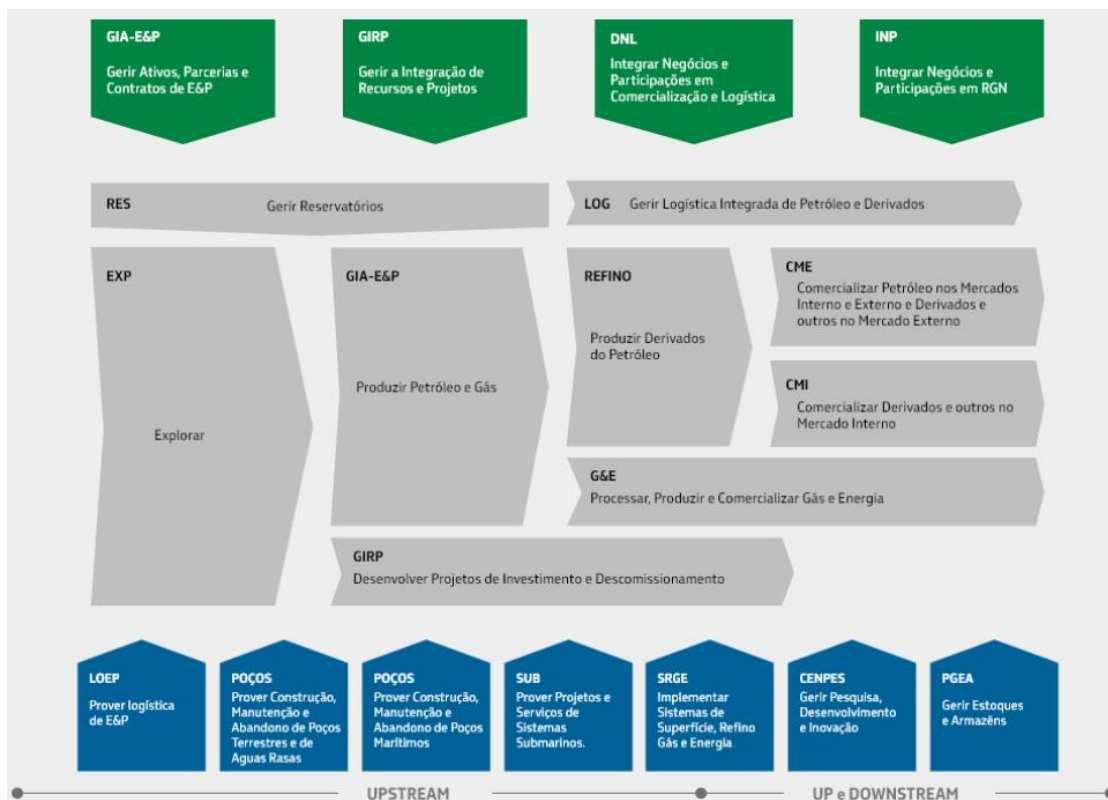 GIA-E&P
Gerir Ativos, Parcerias e
Contratos de E&P
GIRP
Gerir a Integração de
Recursos e Projetos
DNL
Integrar Negócios e
Participações em
Comercialização e Logística
INP
Integrar Negócios e
Participações em RGN
RES
Gerir Reservatórios
LOG
Gerir Logística Integrada de Petróleo e Derivados
EXP
Explorar
GIA-E&P
Produzir Petróleo e Gás
REFINO
Produzir Derivados
do Petróleo
CME
Comercializar Petróleo nos Mercados
Interno e Externo e Derivados e
outros no Mercado Externo
CMI
Comercializar Derivados e outros no
Mercado Interno
G&E
Processar, Produzir e Comercializar Gás e Energia
GIRP
Desenvolver Projetos de Investimento e Descomissionamento
LOEP
Prover logística
de E&P
POÇOS
Prover Construção,
Manutenção e
Abandono de Poços
Terrestres e de
Aguas Rasas
POÇOS
Prover Construção,
Manutenção e
Abandono de Poços
Marítimos
SUB
Prover Projetos e
Serviços de
Sistemas
Submarinos.
SRGE
Implementar
Sistemas de
Superfície, Refino
Gás e Energia
CENPES
Gerir Pesquisa,
Desenvolvimento
e Inovação
PGEA
Gerir Estoques
e Armazéns
UPSTREAM
UP e DOWNSTREAM